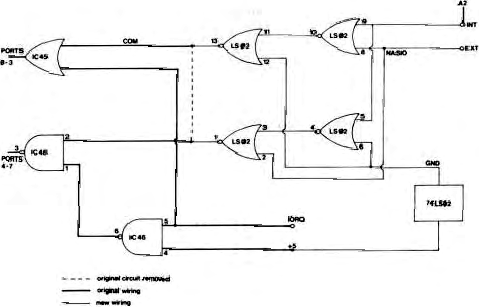 A2
INT
EXT
NASIO
COM
PORTS
0-3
IC45
13
LS02
11
12
10
LS02
9
8
3
PORTS
4-7
IC46
2
1
1
LS02
3
2
4
LS02
5
6
GND
74LS02
6
IC46
5
4
IORQ
+5
original circuit removed
original wiring
new wiring